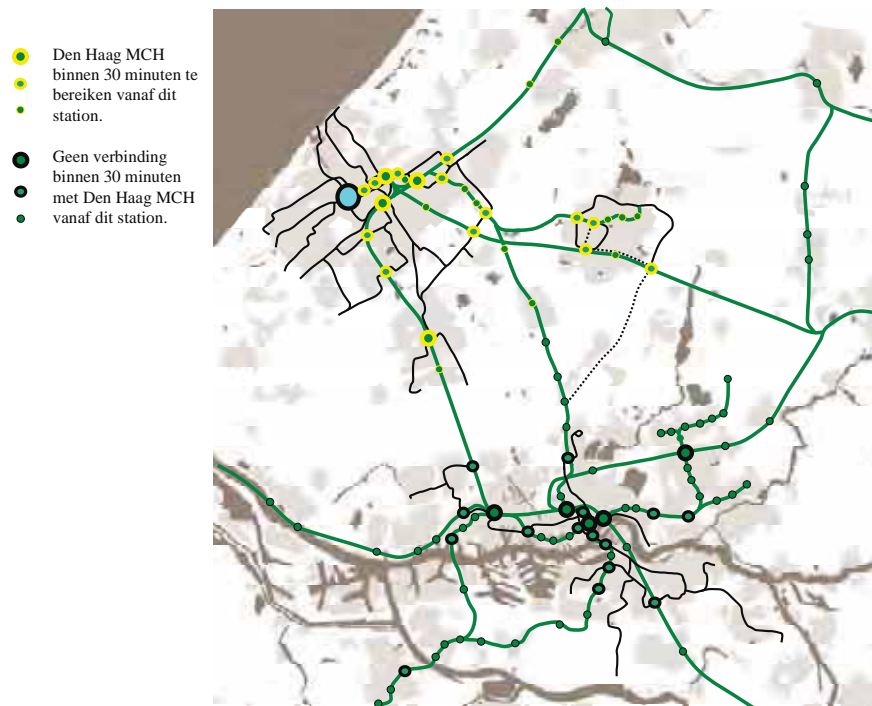 Den Haag MCH
binnen 30 minuten te
bereiken vanaf dit
station.
Geen verbinding
binnen 30 minuten
met Den Haag MCH
vanaf dit station.